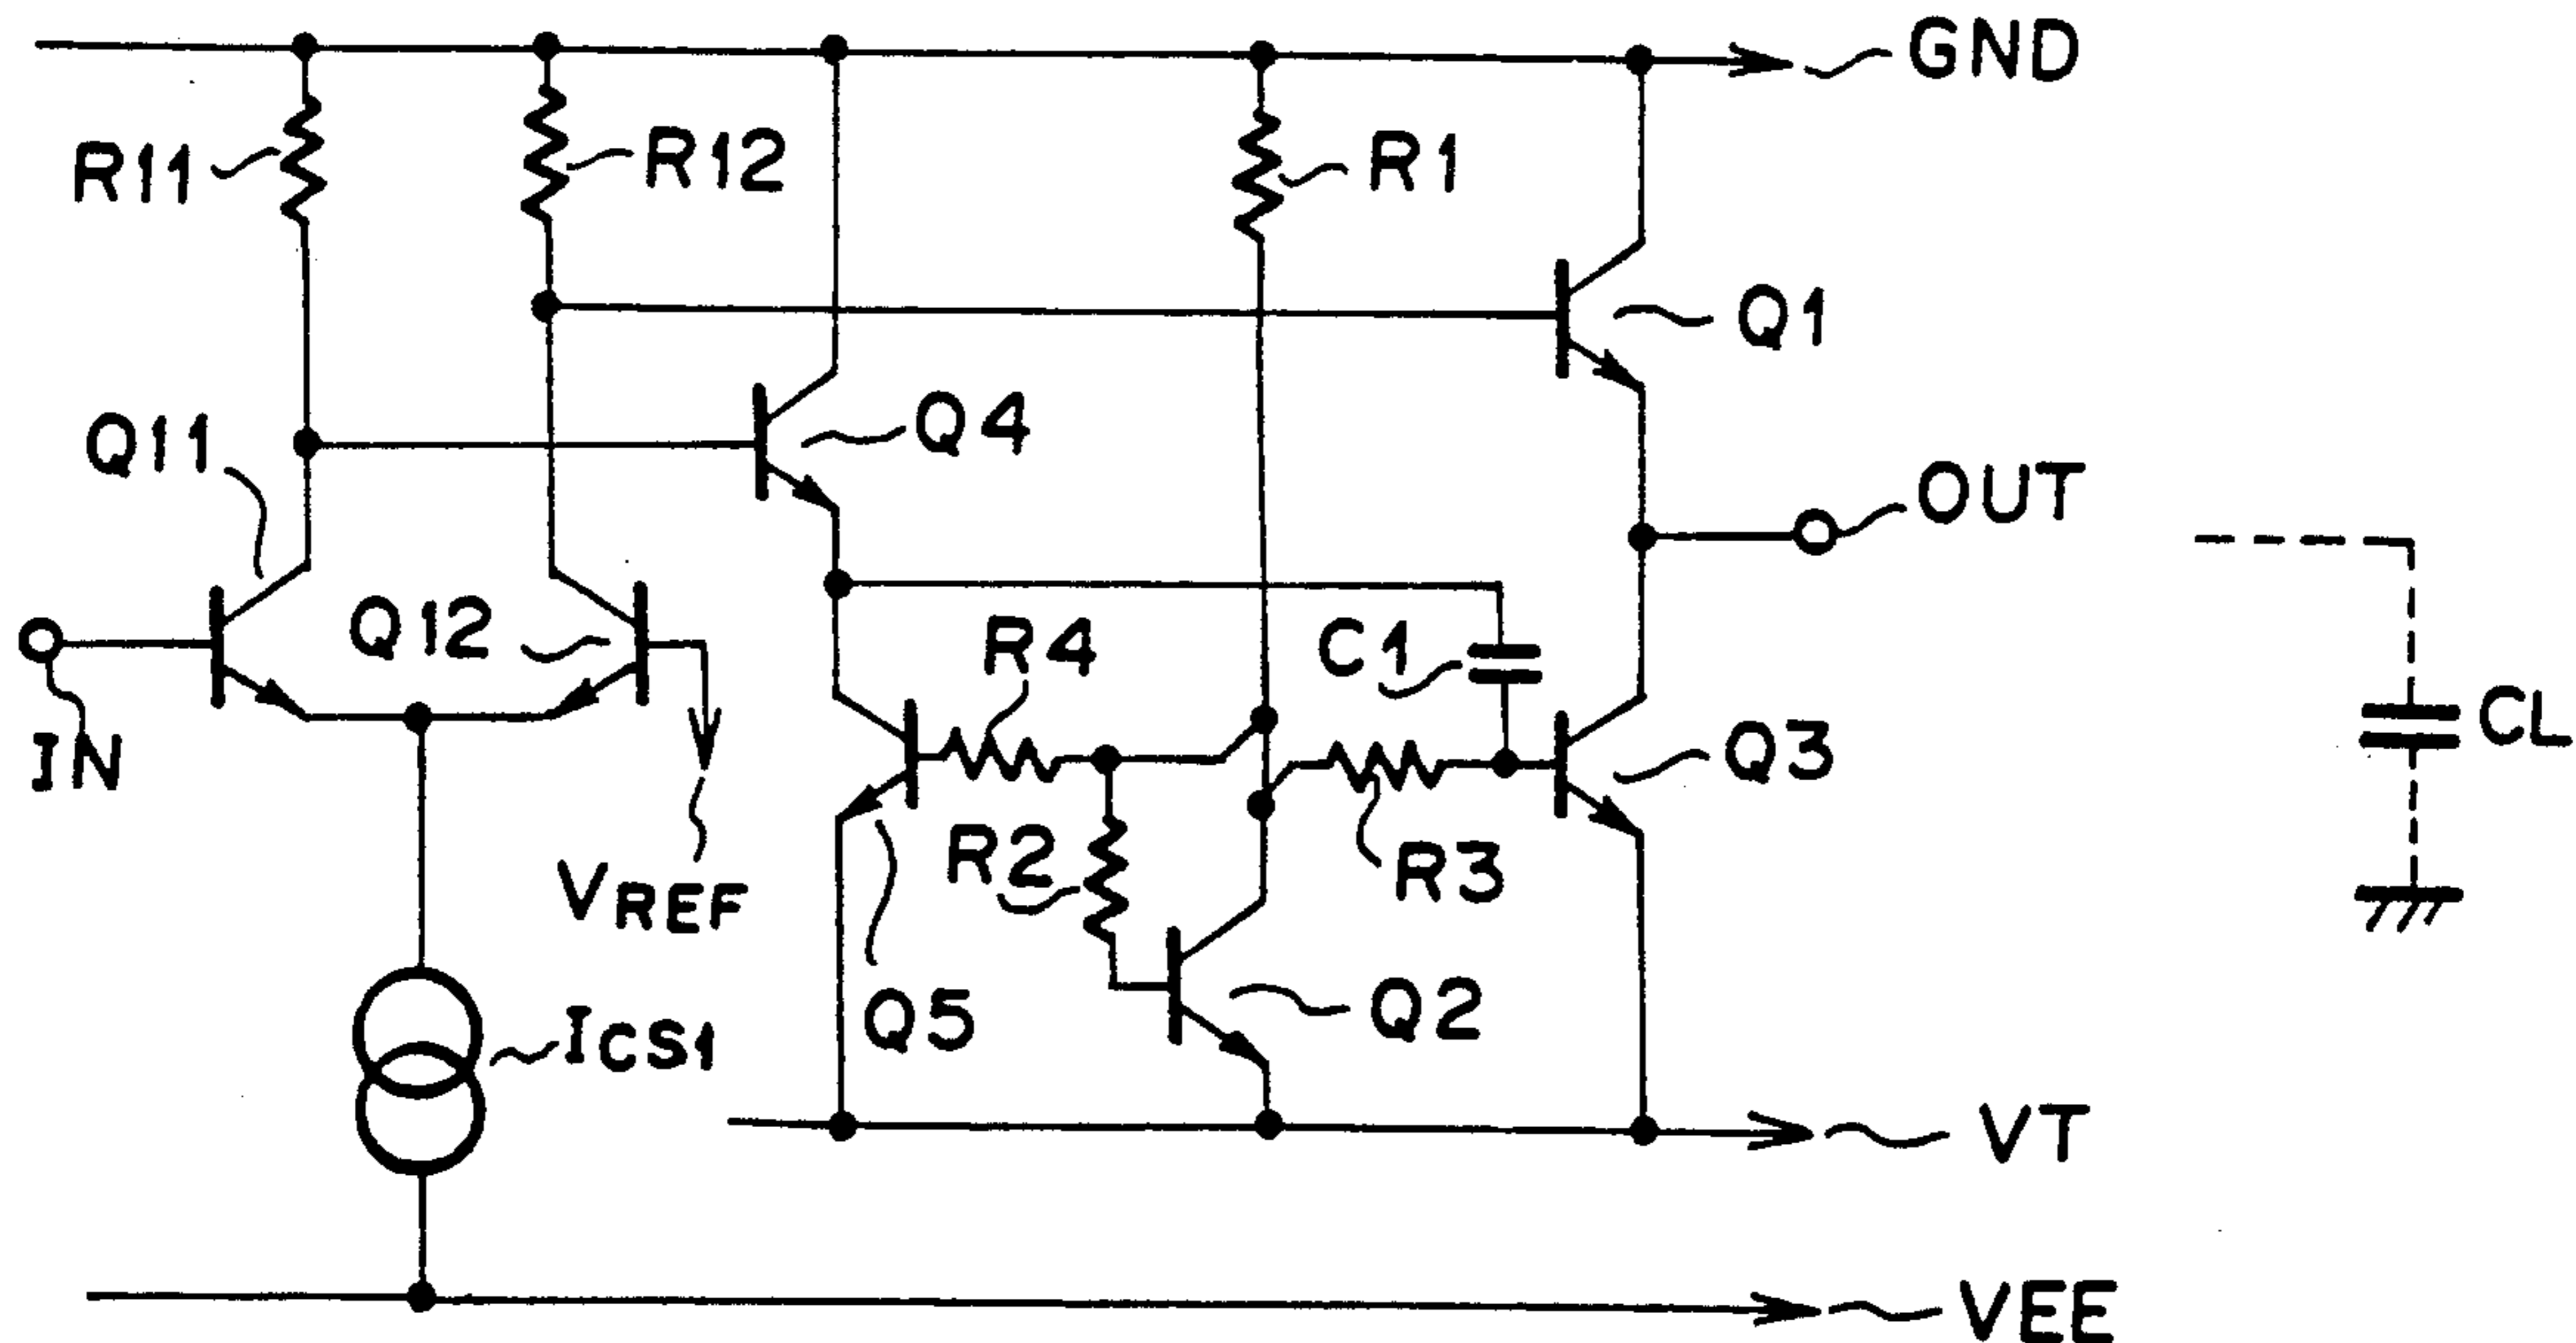 GND
R11
R12
R1
Q1
Q4
Q11
OUT
Q12
R4
C1
IN
Q3
CL
VREF
R2
R3
Q5
Q2
ICS1
VT
VEE